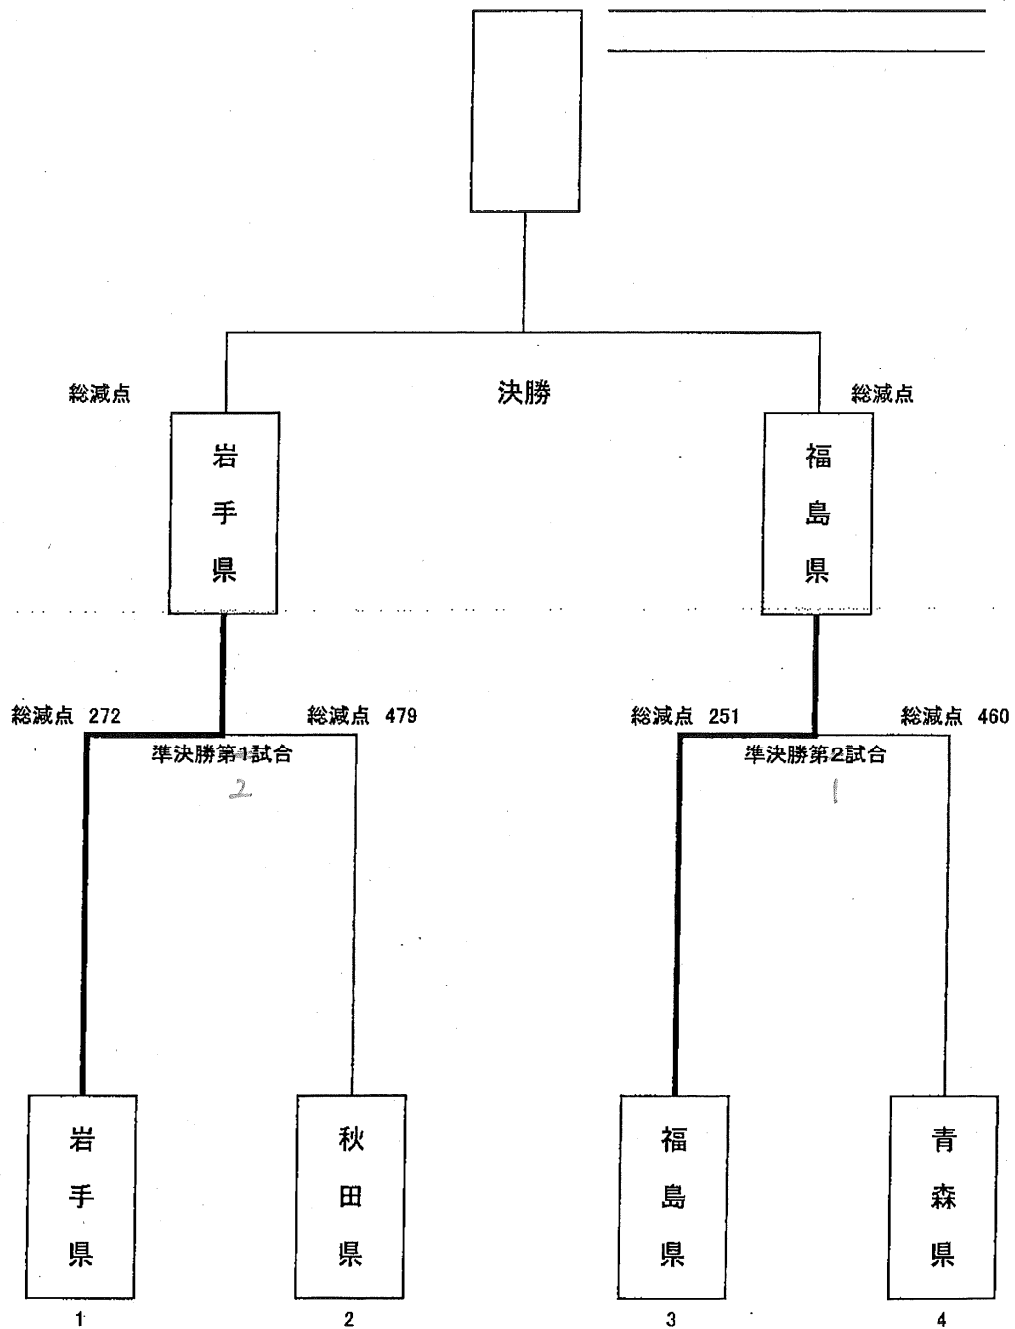 総減点
決勝
総減点
岩手県
福島県
総減点 272
総減点 479
総減点 251
総減点 460
準決勝第1試合
準決勝第2試合
2
1
岩手県
秋田県
福島県
青森県
1
2
3
4